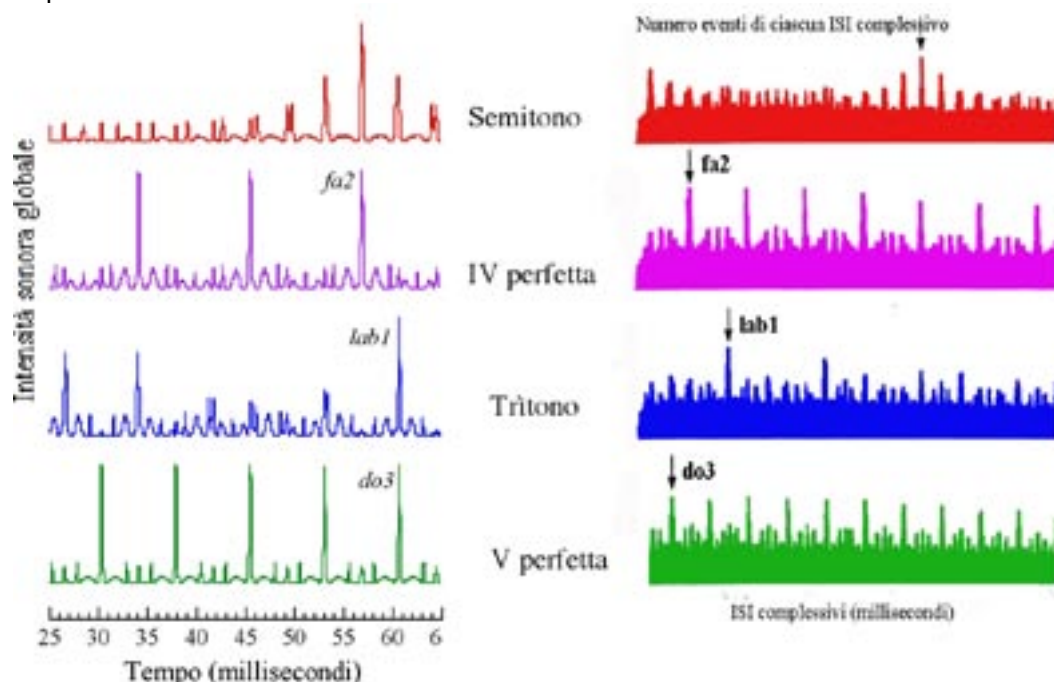 Numero eventi di ciascun ISI complessivo
Intensità sonora globale
Semitono
fa2
fa2
IV perfetta
lab1
lab1
Trìtono
do3
do3
V perfetta
ISI complessivi (millisecondi)
25 30 35 40 45 50 55 60 6
Tempo (millisecondi)